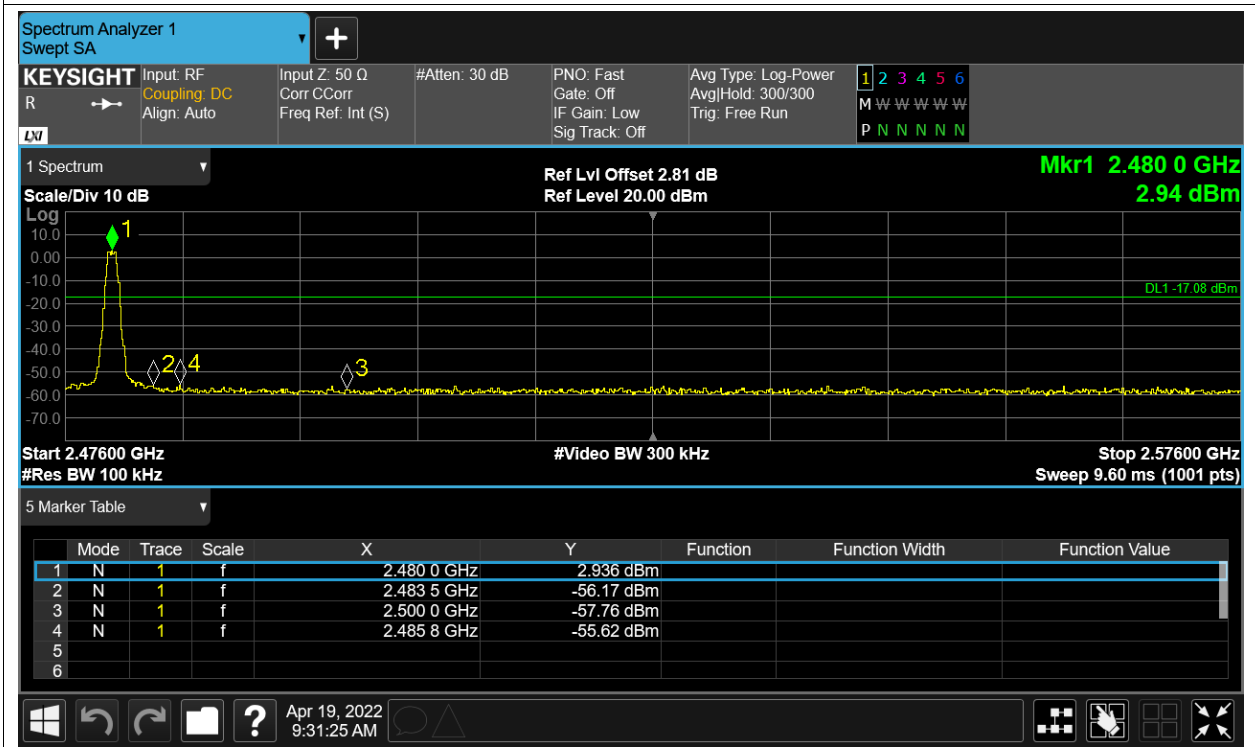 Spectrum Analyzer 1
Swept SA
KEYSIGHT Input: RF Input Z: 50 Ω #Atten: 30 dB PNO: Fast Avg Type: Log-Power 1 2 3 4 5 6
R Coupling: DC Corr CCorr Gate: Off Avg|Hold: 300/300 M W W W W W
Align: Auto Freq Ref: Int (S) IF Gain: Low Trig: Free Run
LXI Sig Track: Off P N N N N N
1 Spectrum Ref Lvl Offset 2.81 dB Mkr1 2.480 0 GHz
Scale/Div 10 dB Ref Level 20.00 dBm 2.94 dBm
Log
1
10.0
0.00
-10.0
DL1 -17.08 dBm
-20.0
-30.0
-40.0
2 4 3
-50.0
-60.0
-70.0
Start 2.47600 GHz #Video BW 300 kHz Stop 2.57600 GHz
#Res BW 100 kHz Sweep 9.60 ms (1001 pts)
5 Marker Table
Mode Trace Scale X Y Function Function Width Function Value
1 N 1 f 2.480 0 GHz 2.936 dBm
2 N 1 f 2.483 5 GHz -56.17 dBm
3 N 1 f 2.500 0 GHz -57.76 dBm
4 N 1 f 2.485 8 GHz -55.62 dBm
5
6
? Apr 19, 2022
9:31:25 AM